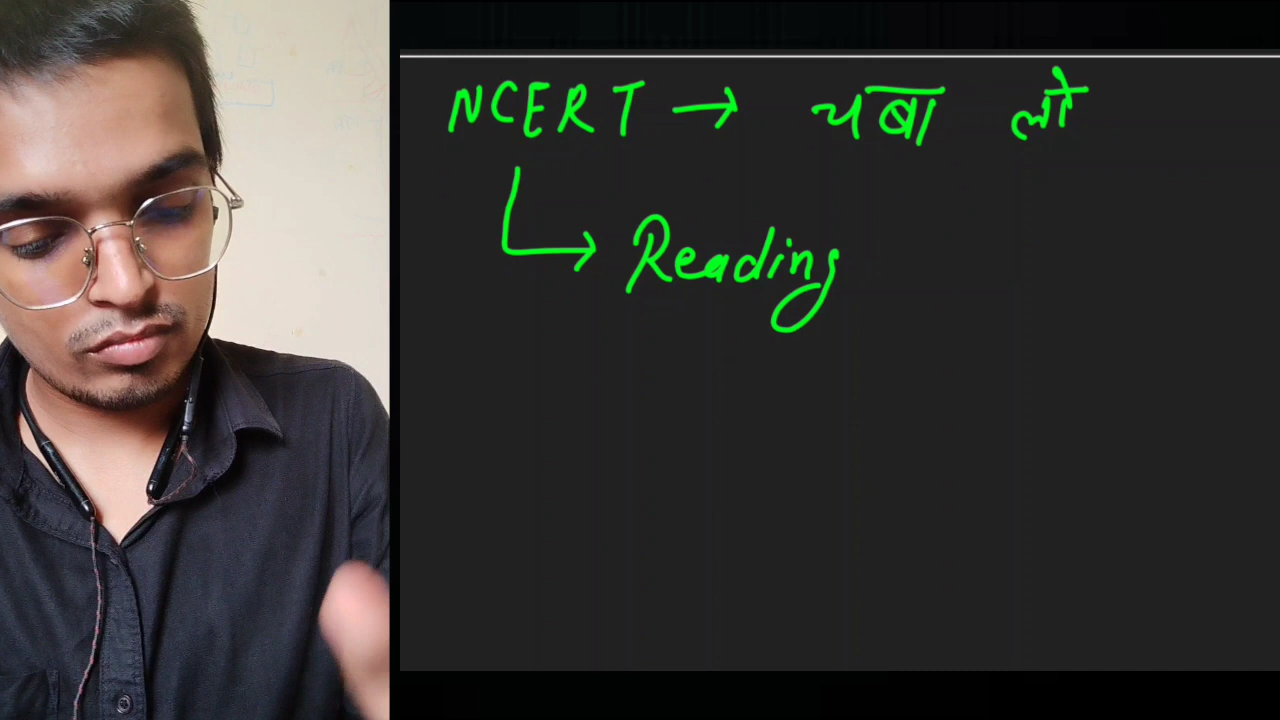 NCERT → चबा लो
↳ Reading